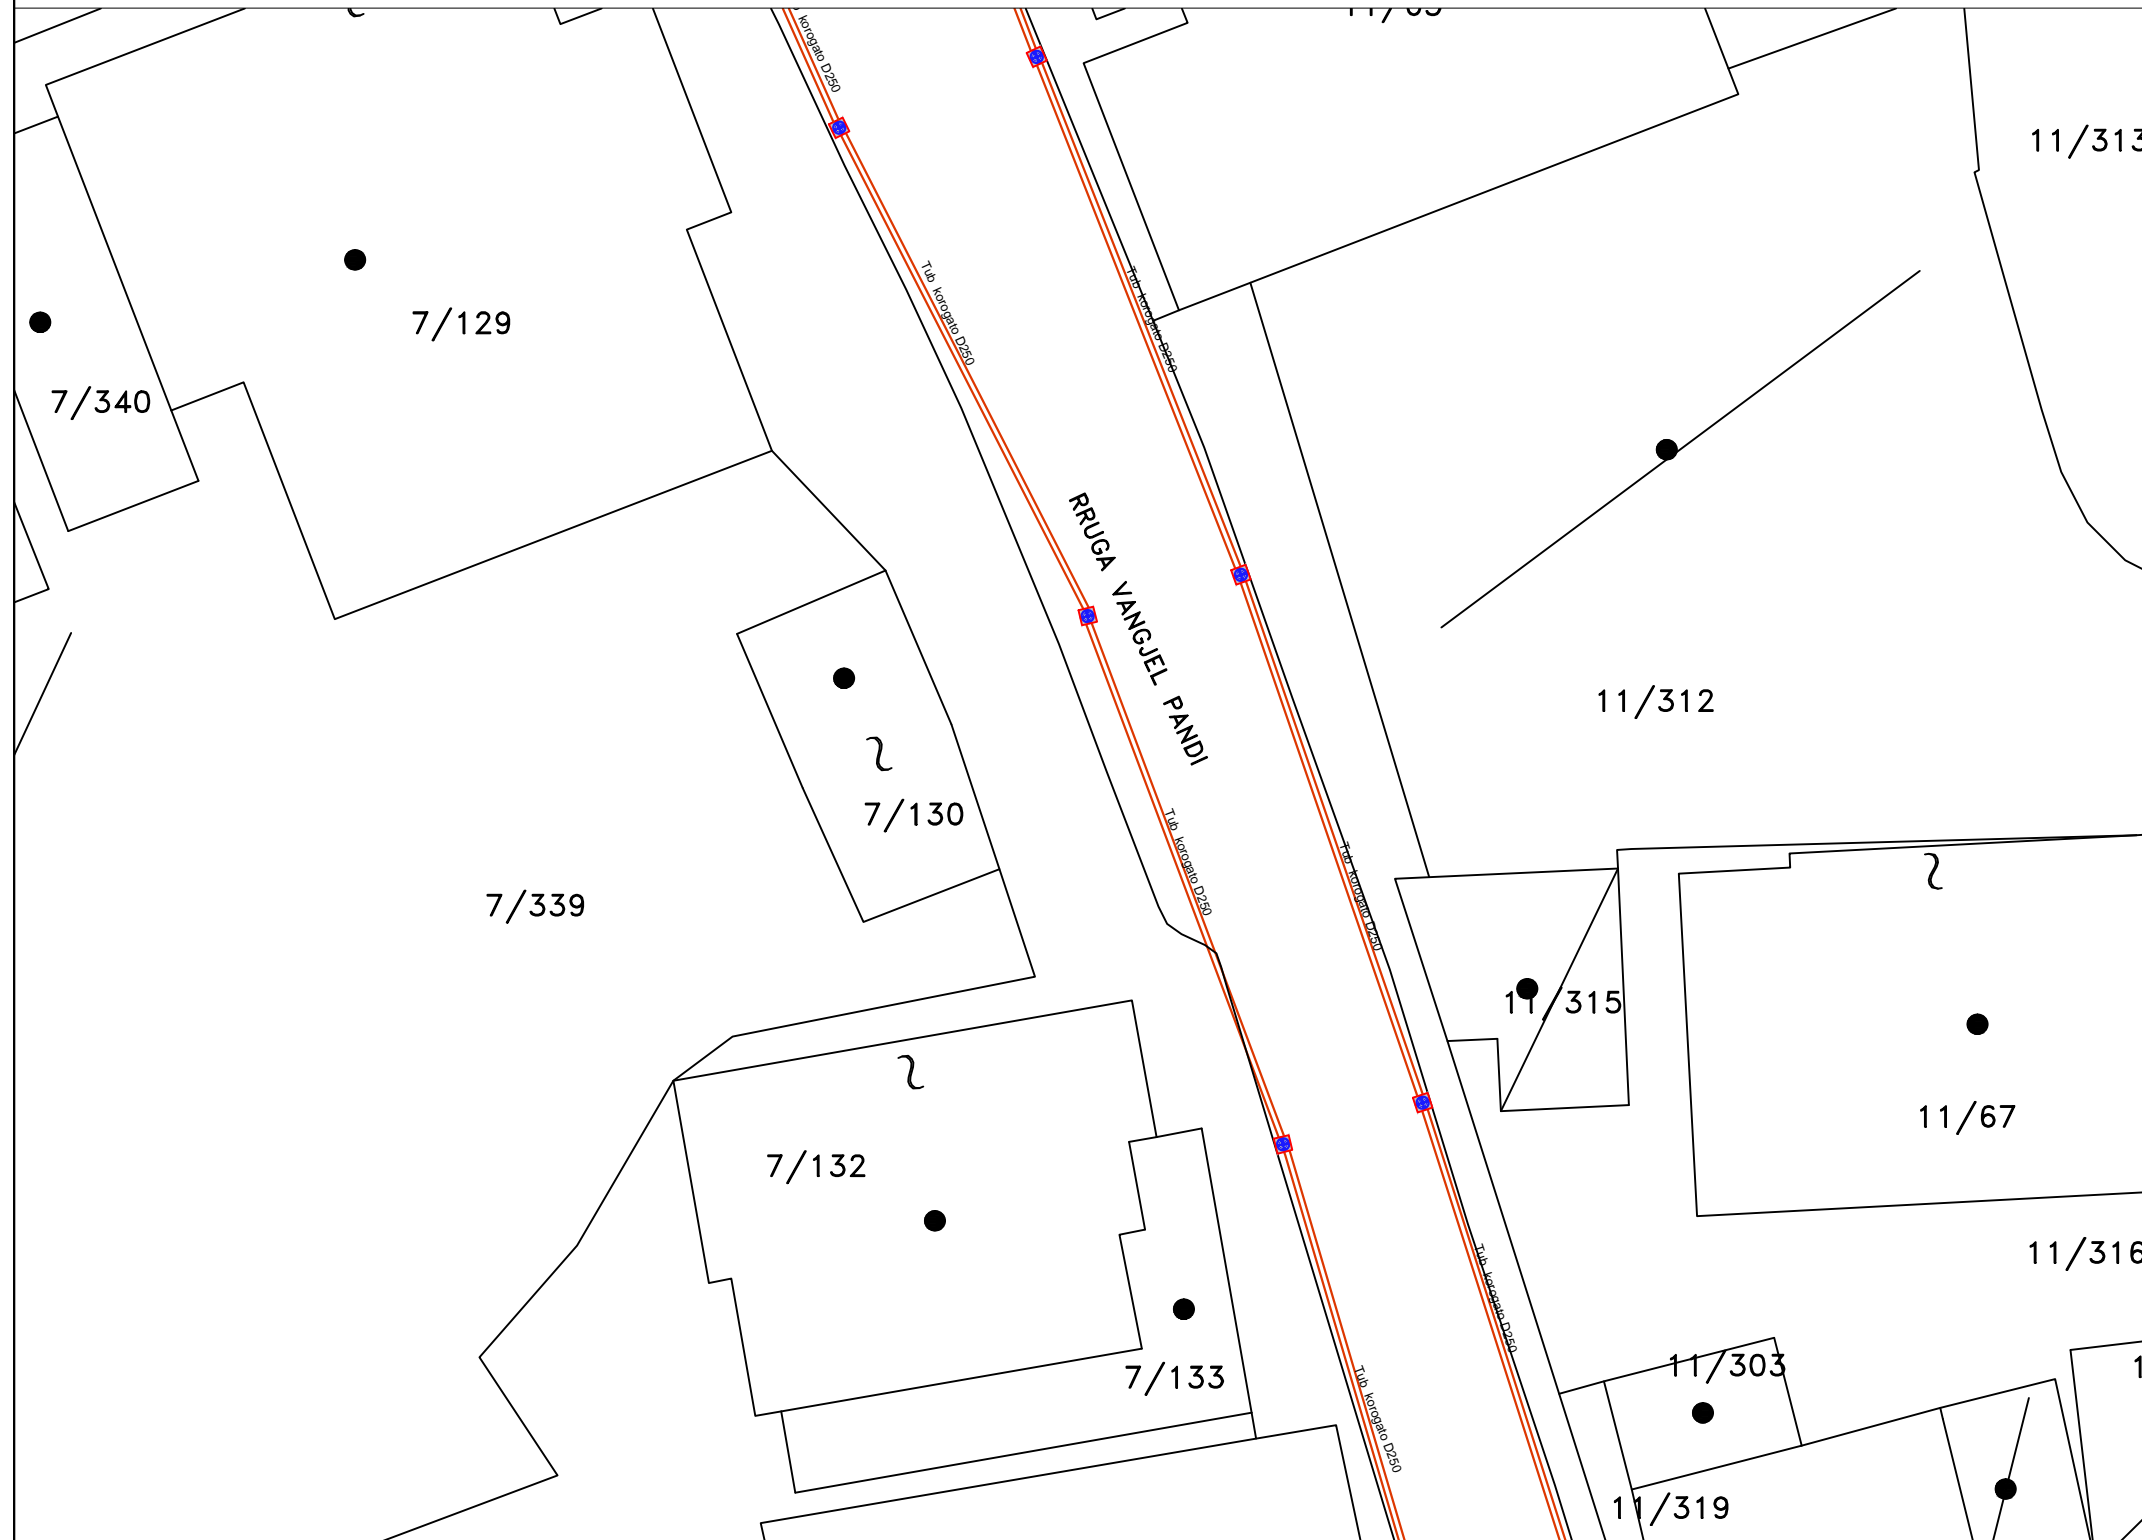 korogato D250
11/313
7/129
Tub korogato D250
Tub korogato D250
7/340
RRUGA VANGJEL PANDI
11/312
7/130
Tub korogato D250
Tub korogato D250
7/339
11/315
11/67
7/132
11/316
Tub korogato D250
7/133
11/303
Tub korogato D250
11/319